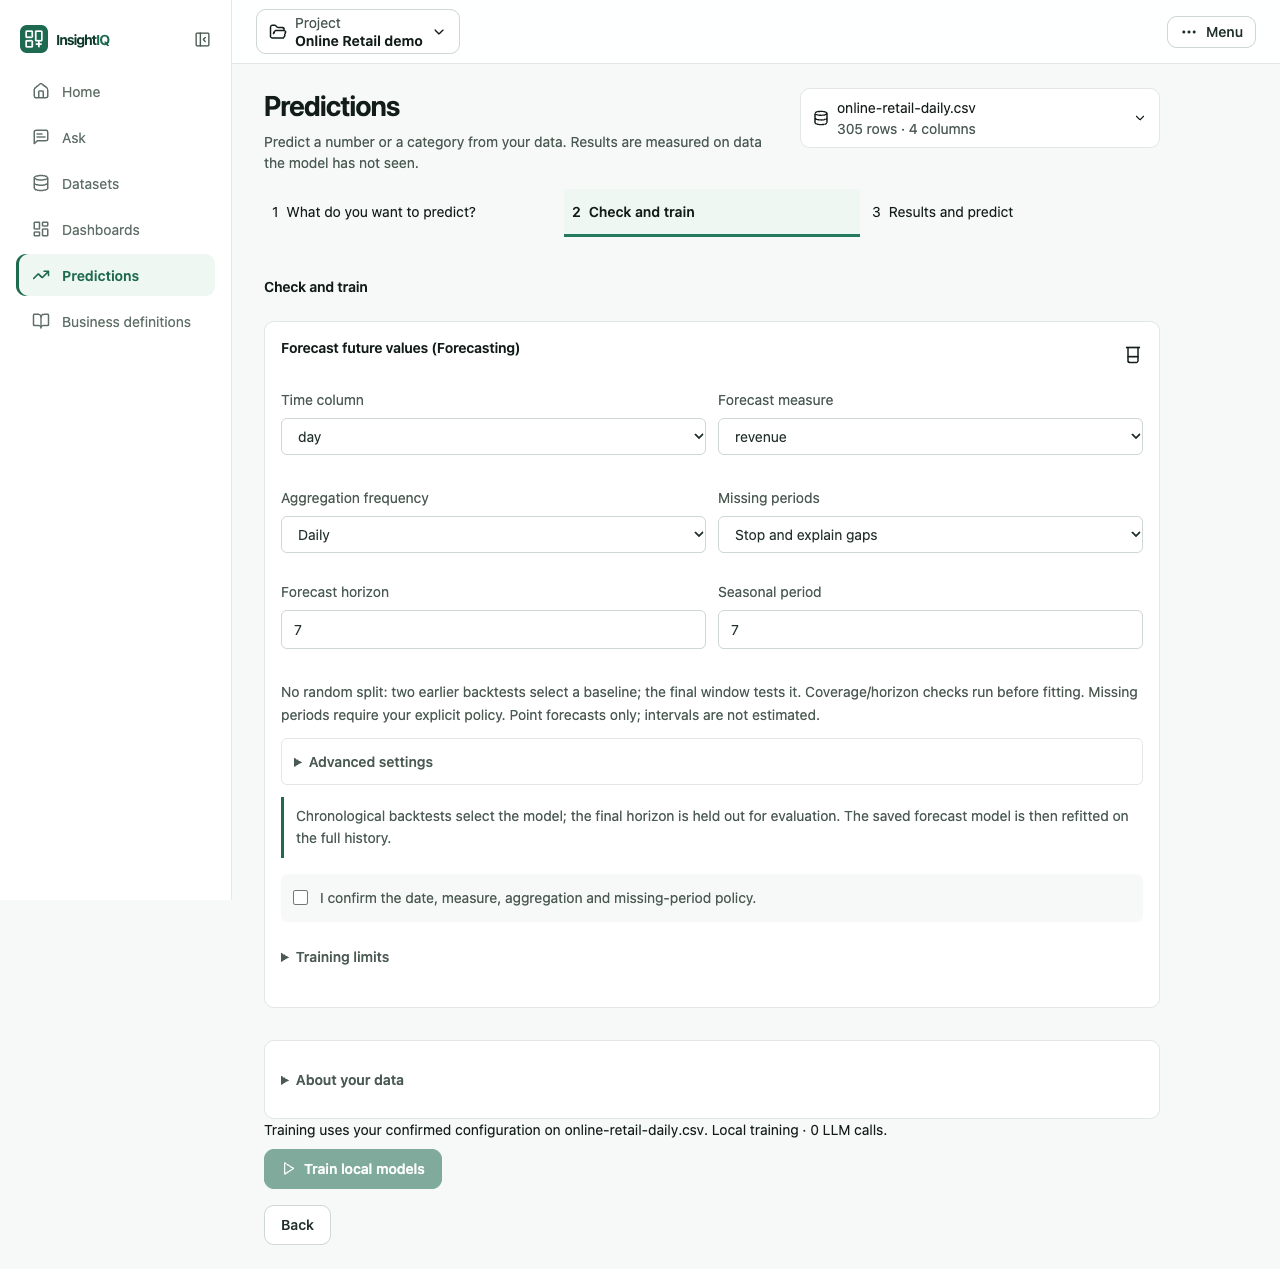 InsightIQ
Project
Online Retail demo
Menu
Home
Ask
Datasets
Dashboards
Predictions
Business definitions
Predictions
Predict a number or a category from your data. Results are measured on data
the model has not seen.
online-retail-daily.csv
305 rows · 4 columns
1 What do you want to predict?
2 Check and train
3 Results and predict
Check and train
Forecast future values (Forecasting)
Time column
Forecast measure
day
revenue
Aggregation frequency
Missing periods
Daily
Stop and explain gaps
Forecast horizon
Seasonal period
7
7
No random split: two earlier backtests select a baseline; the final window tests it. Coverage/horizon checks run before fitting. Missing
periods require your explicit policy. Point forecasts only; intervals are not estimated.
Advanced settings
Chronological backtests select the model; the final horizon is held out for evaluation. The saved forecast model is then refitted on
the full history.
I confirm the date, measure, aggregation and missing-period policy.
Training limits
About your data
Training uses your confirmed configuration on online-retail-daily.csv. Local training · 0 LLM calls.
Train local models
Back